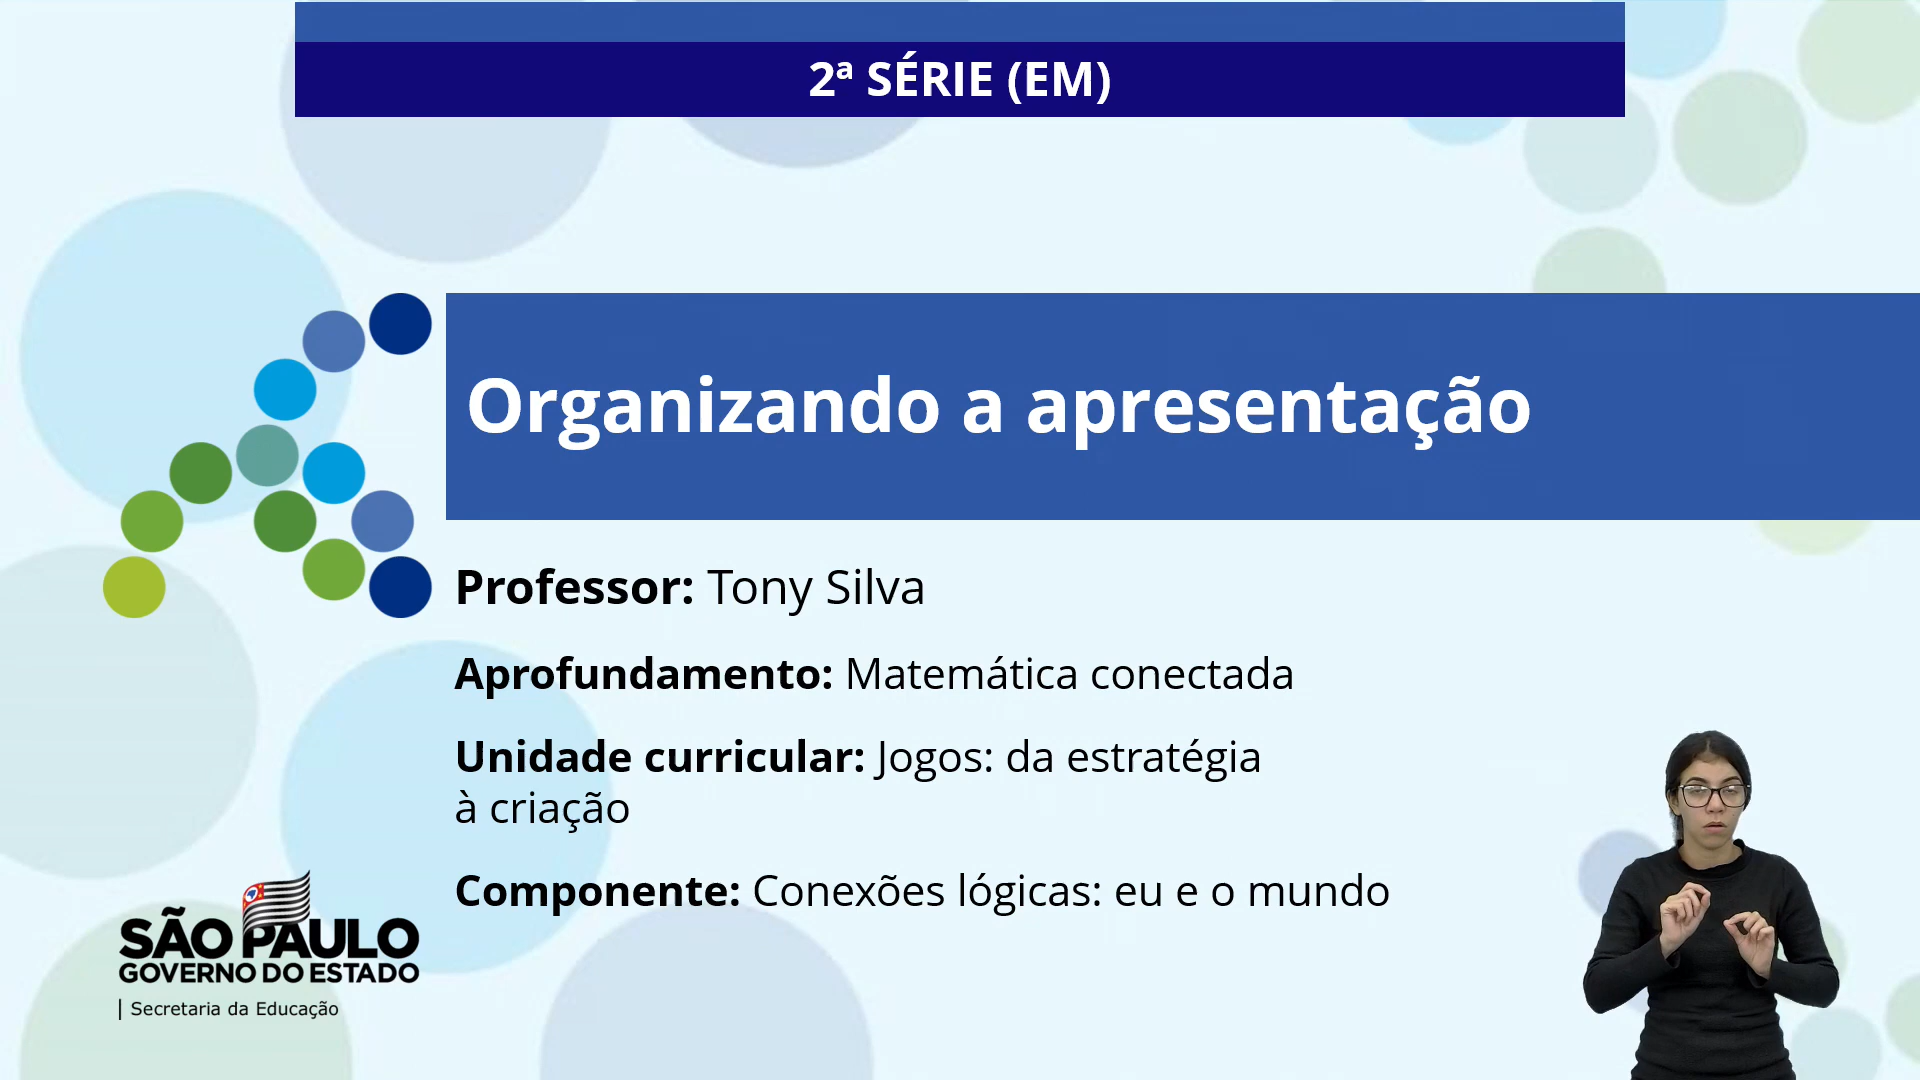 2ª SÉRIE (EM)
Organizando a apresentação
Professor: Tony Silva
Aprofundamento: Matemática conectada
Unidade curricular: Jogos: da estratégia
à criação
Componente: Conexões lógicas: eu e o mundo
SÃO PAULO
GOVERNO DO ESTADO
| Secretaria da Educação